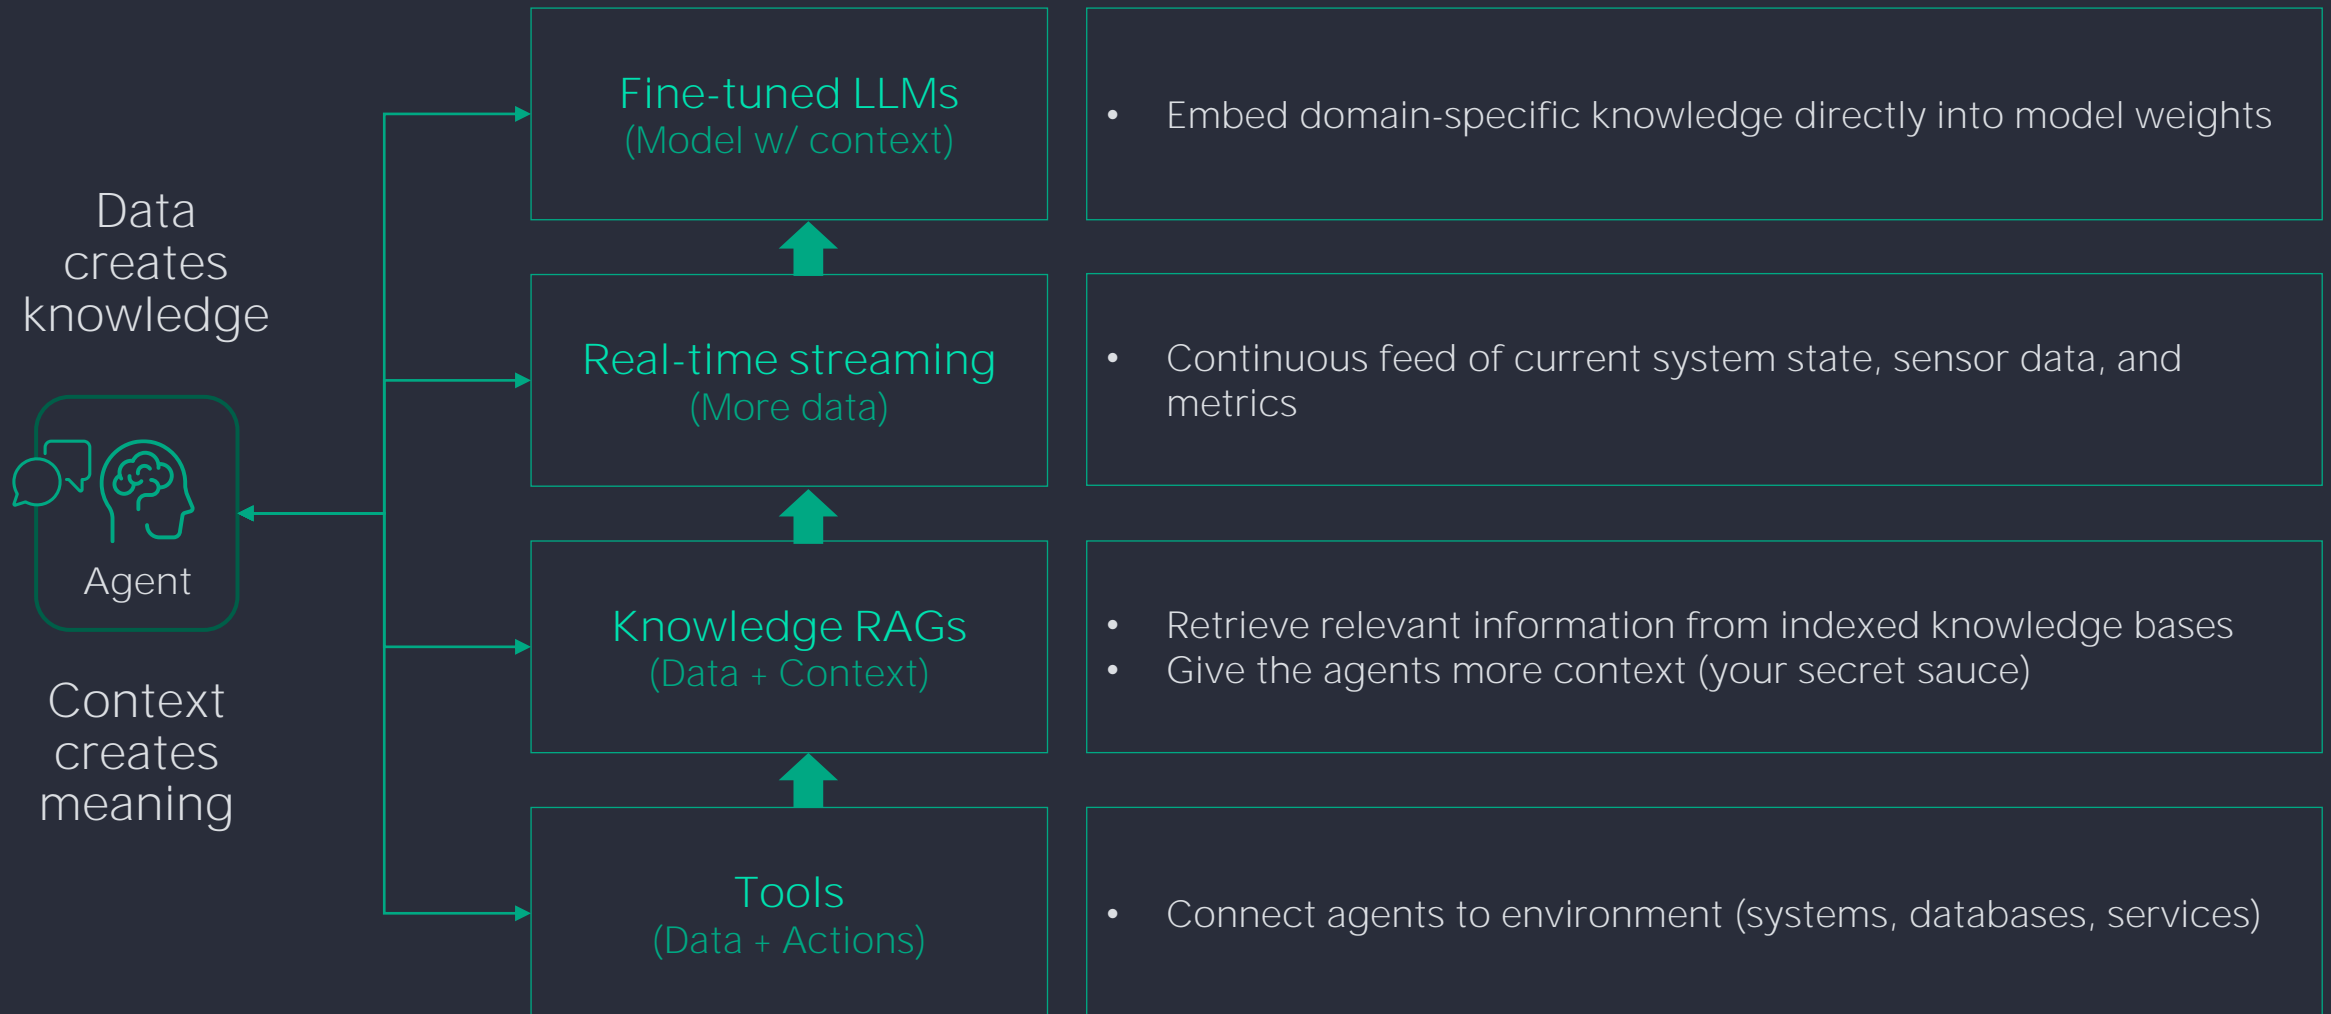 Data
creates
knowledge
Agent
Context
creates
meaning
Fine-tuned LLMs
(Model w/ context)
• Embed domain-specific knowledge directly into model weights
Real-time streaming
(More data)
• Continuous feed of current system state, sensor data, and
metrics
Knowledge RAGs
(Data + Context)
• Retrieve relevant information from indexed knowledge bases
• Give the agents more context (your secret sauce)
Tools
(Data + Actions)
• Connect agents to environment (systems, databases, services)